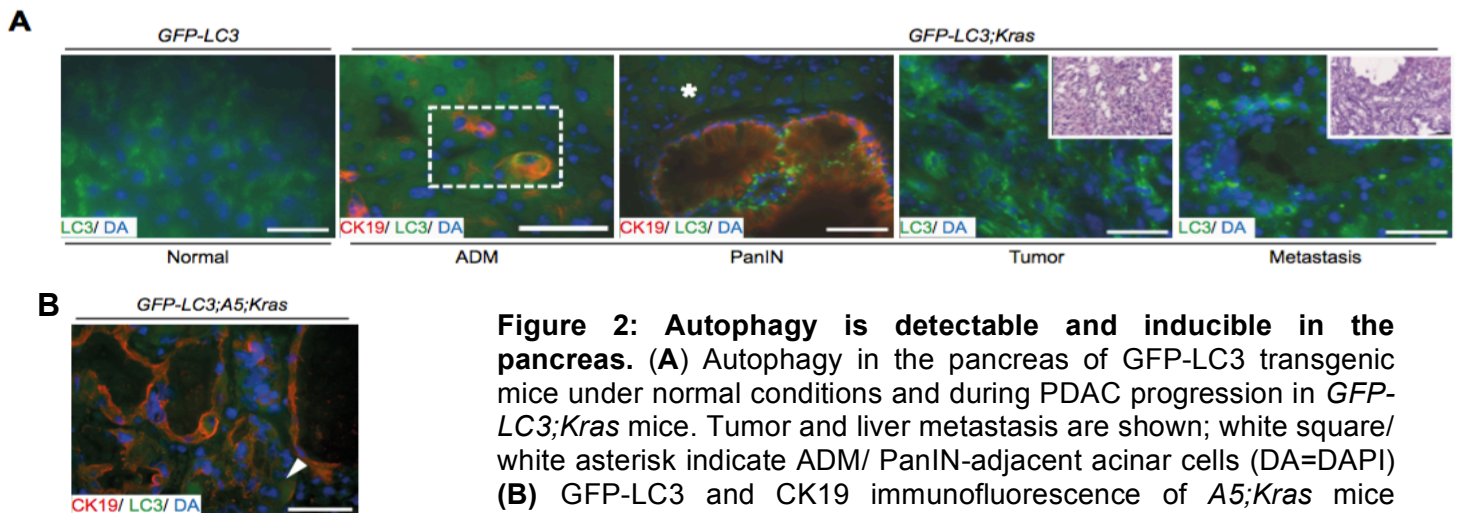 A
GFP-LC3
GFP-LC3;Kras
*
LC3/ DA
CK19/ LC3/ DA
CK19/ LC3/ DA
LC3/ DA
LC3/ DA
Normal
ADM
PanIN
Tumor
Metastasis
B
GFP-LC3;A5;Kras
CK19/ LC3/ DA
Figure 2: Autophagy is detectable and inducible in the
pancreas. (A) Autophagy in the pancreas of GFP-LC3 transgenic
mice under normal conditions and during PDAC progression in GFP-
LC3;Kras mice. Tumor and liver metastasis are shown; white square/
white asterisk indicate ADM/ PanIN-adjacent acinar cells (DA=DAPI)
(B) GFP-LC3 and CK19 immunofluorescence of A5;Kras mice